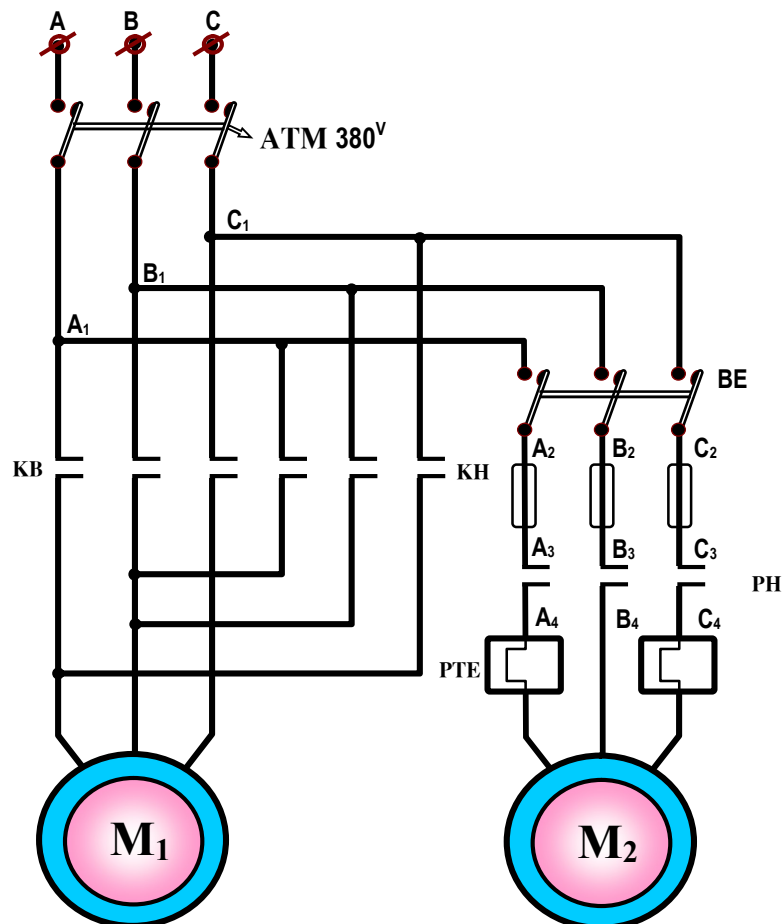 A B C
ATM 380V
C1
B1
A1
BE
KB
KH
A2 B2 C2
A3 B3 C3
PH
A4 B4 C4
PTE
M1
M2